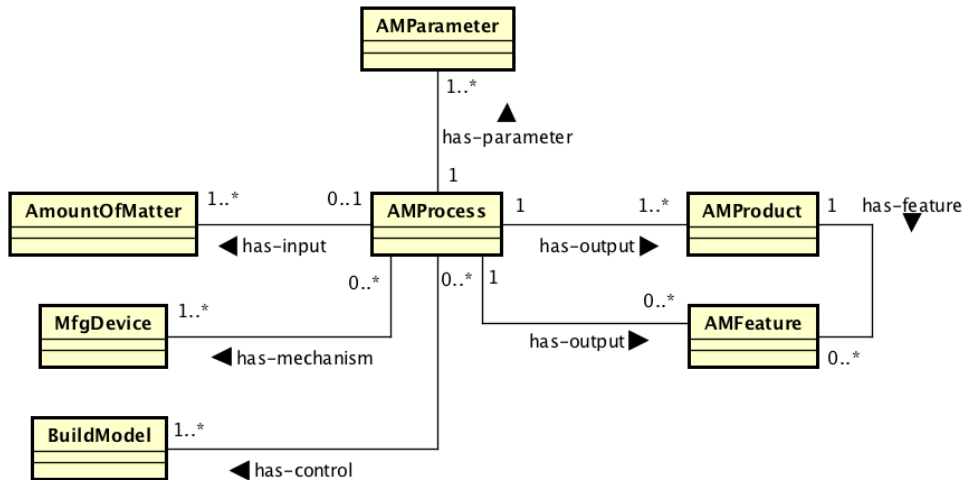 AMParameter
1..*
has-parameter
1
AmountOfMatter
1..*
0..1
AMProcess
1
1..*
AMProduct
1
has-feature
has-input
has-output
0..*
0..*
1
MfgDevice
1..*
0..*
AMFeature
has-mechanism
has-output
0..*
BuildModel
1..*
has-control